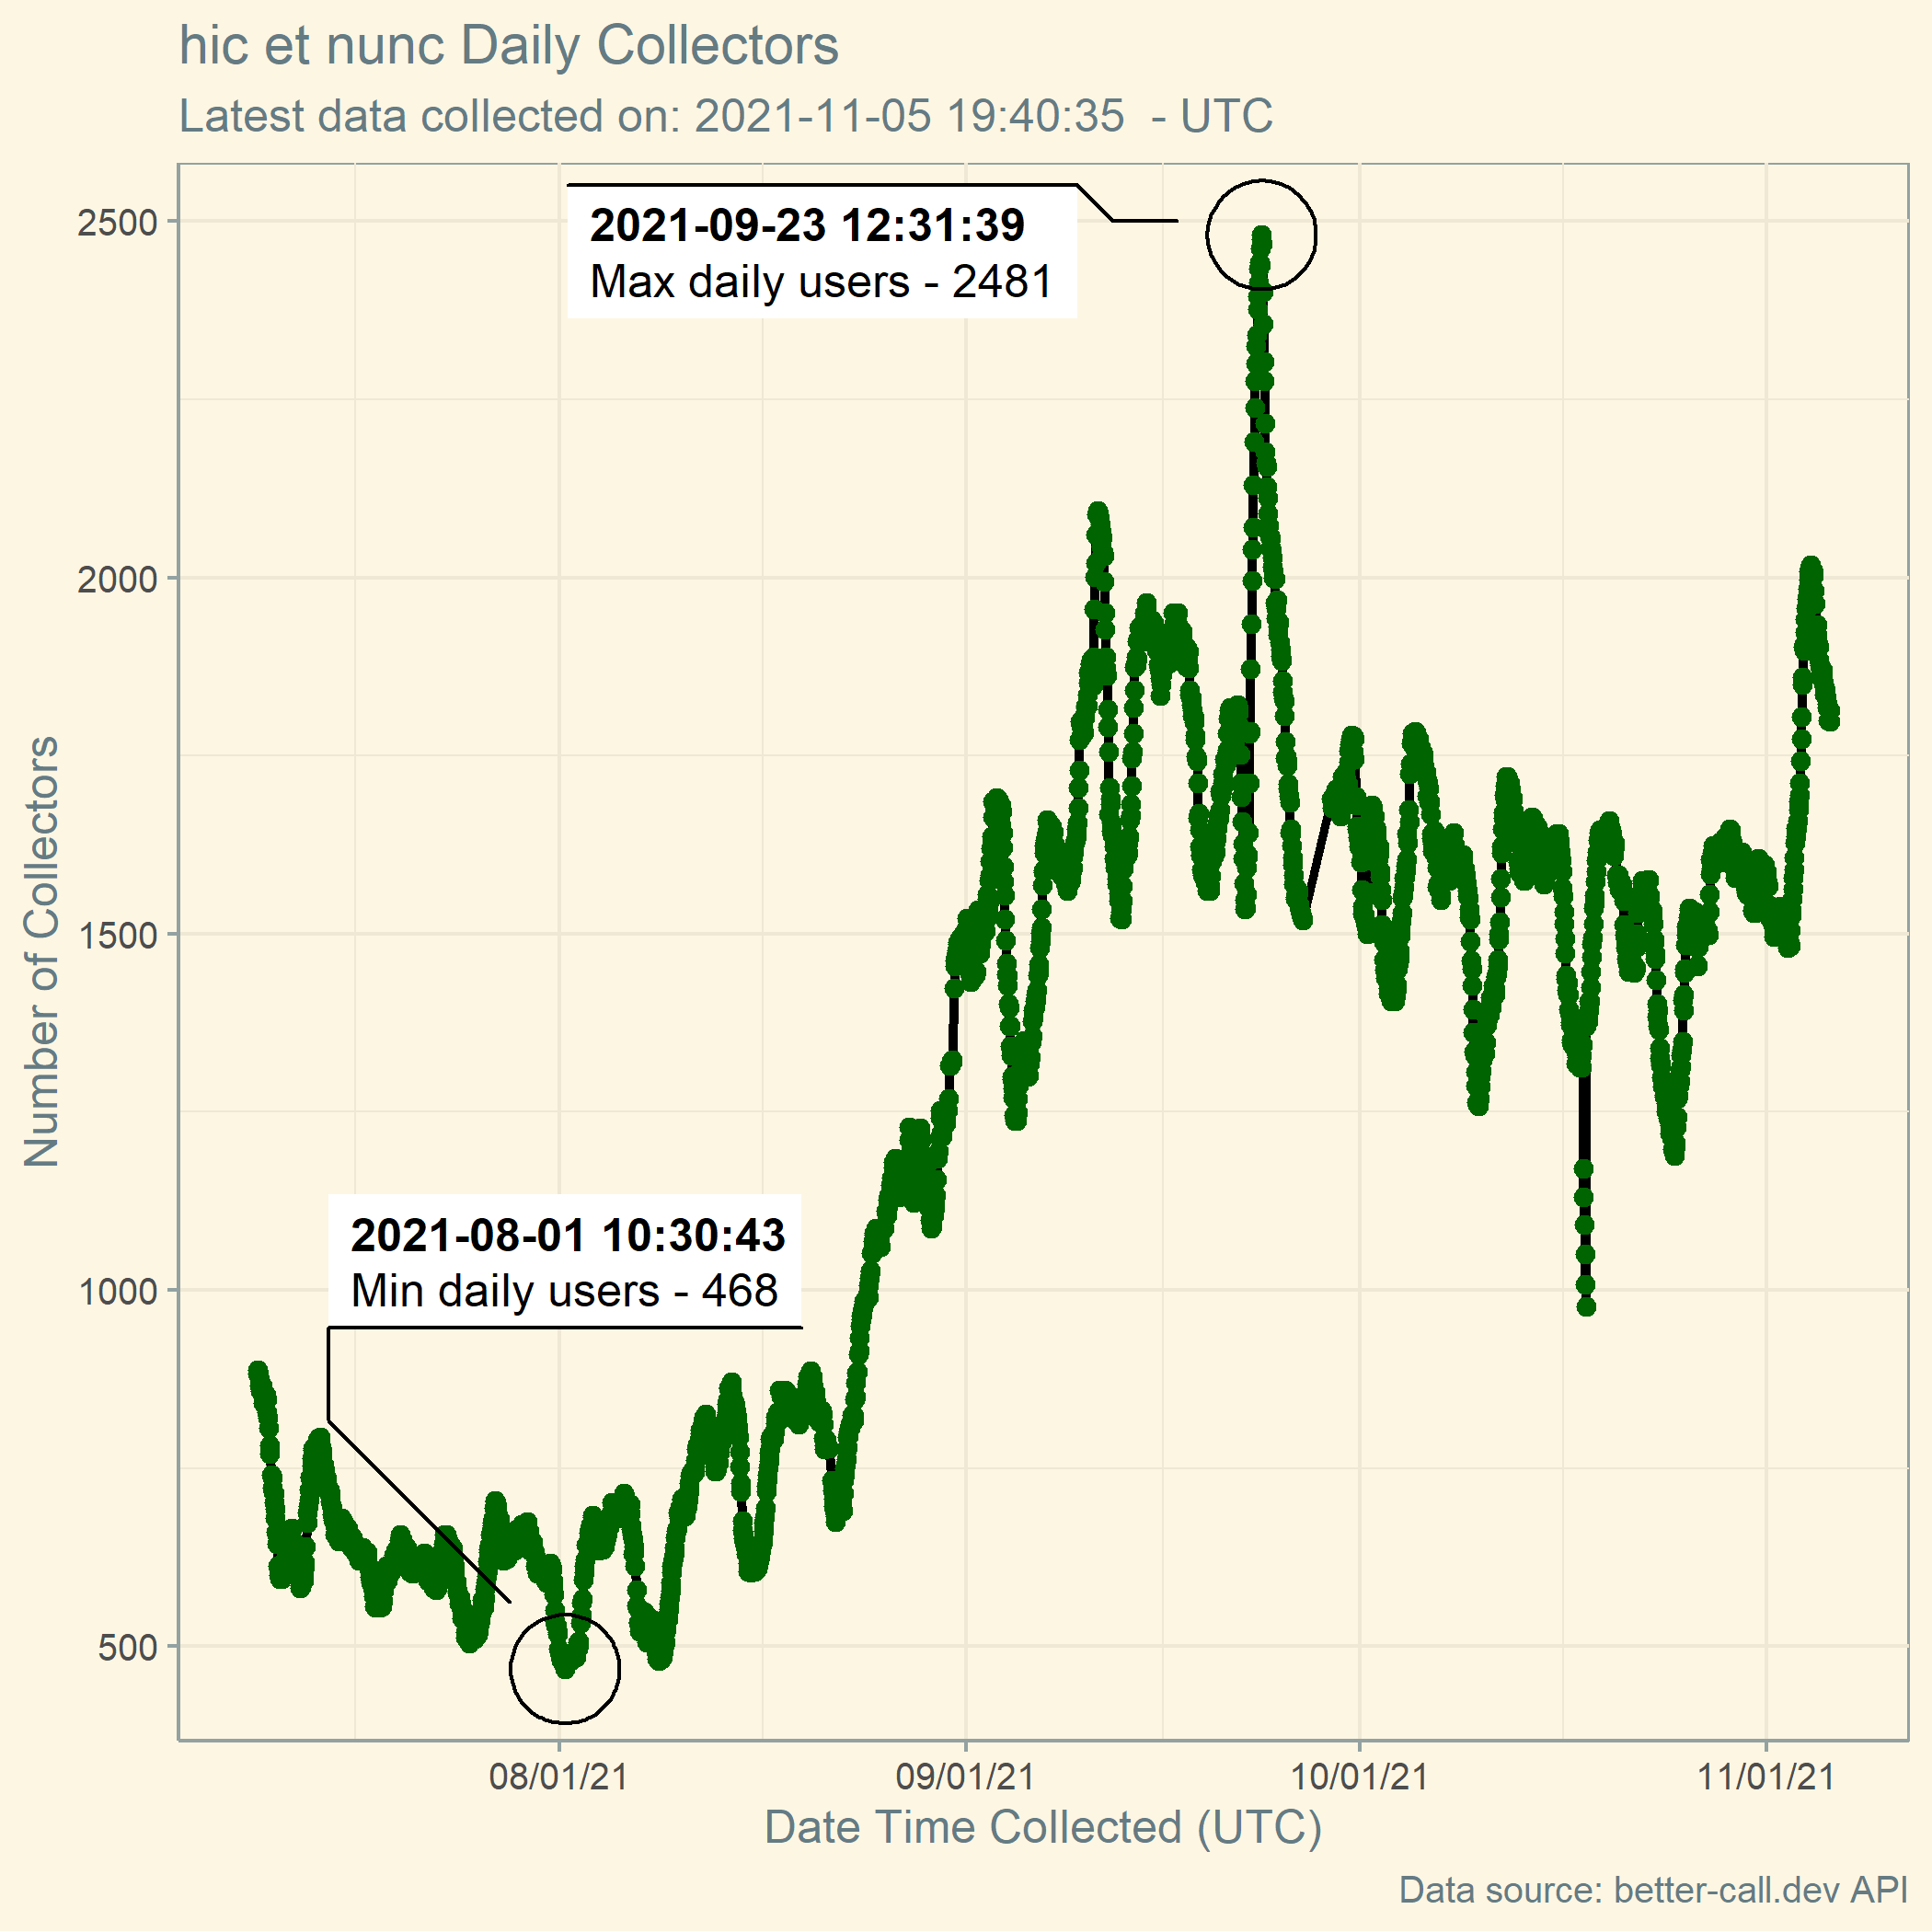 hic et nunc Daily Collectors
Latest data collected on: 2021-11-05 19:40:35  - UTC
2500
2000
1500
1000
500
Number of Collectors
2021-09-23 12:31:39
Max daily users - 2481
2021-08-01 10:30:43
Min daily users - 468
08/01/21 09/01/21 10/01/21 11/01/21
Date Time Collected (UTC)
Data source: better-call.dev API